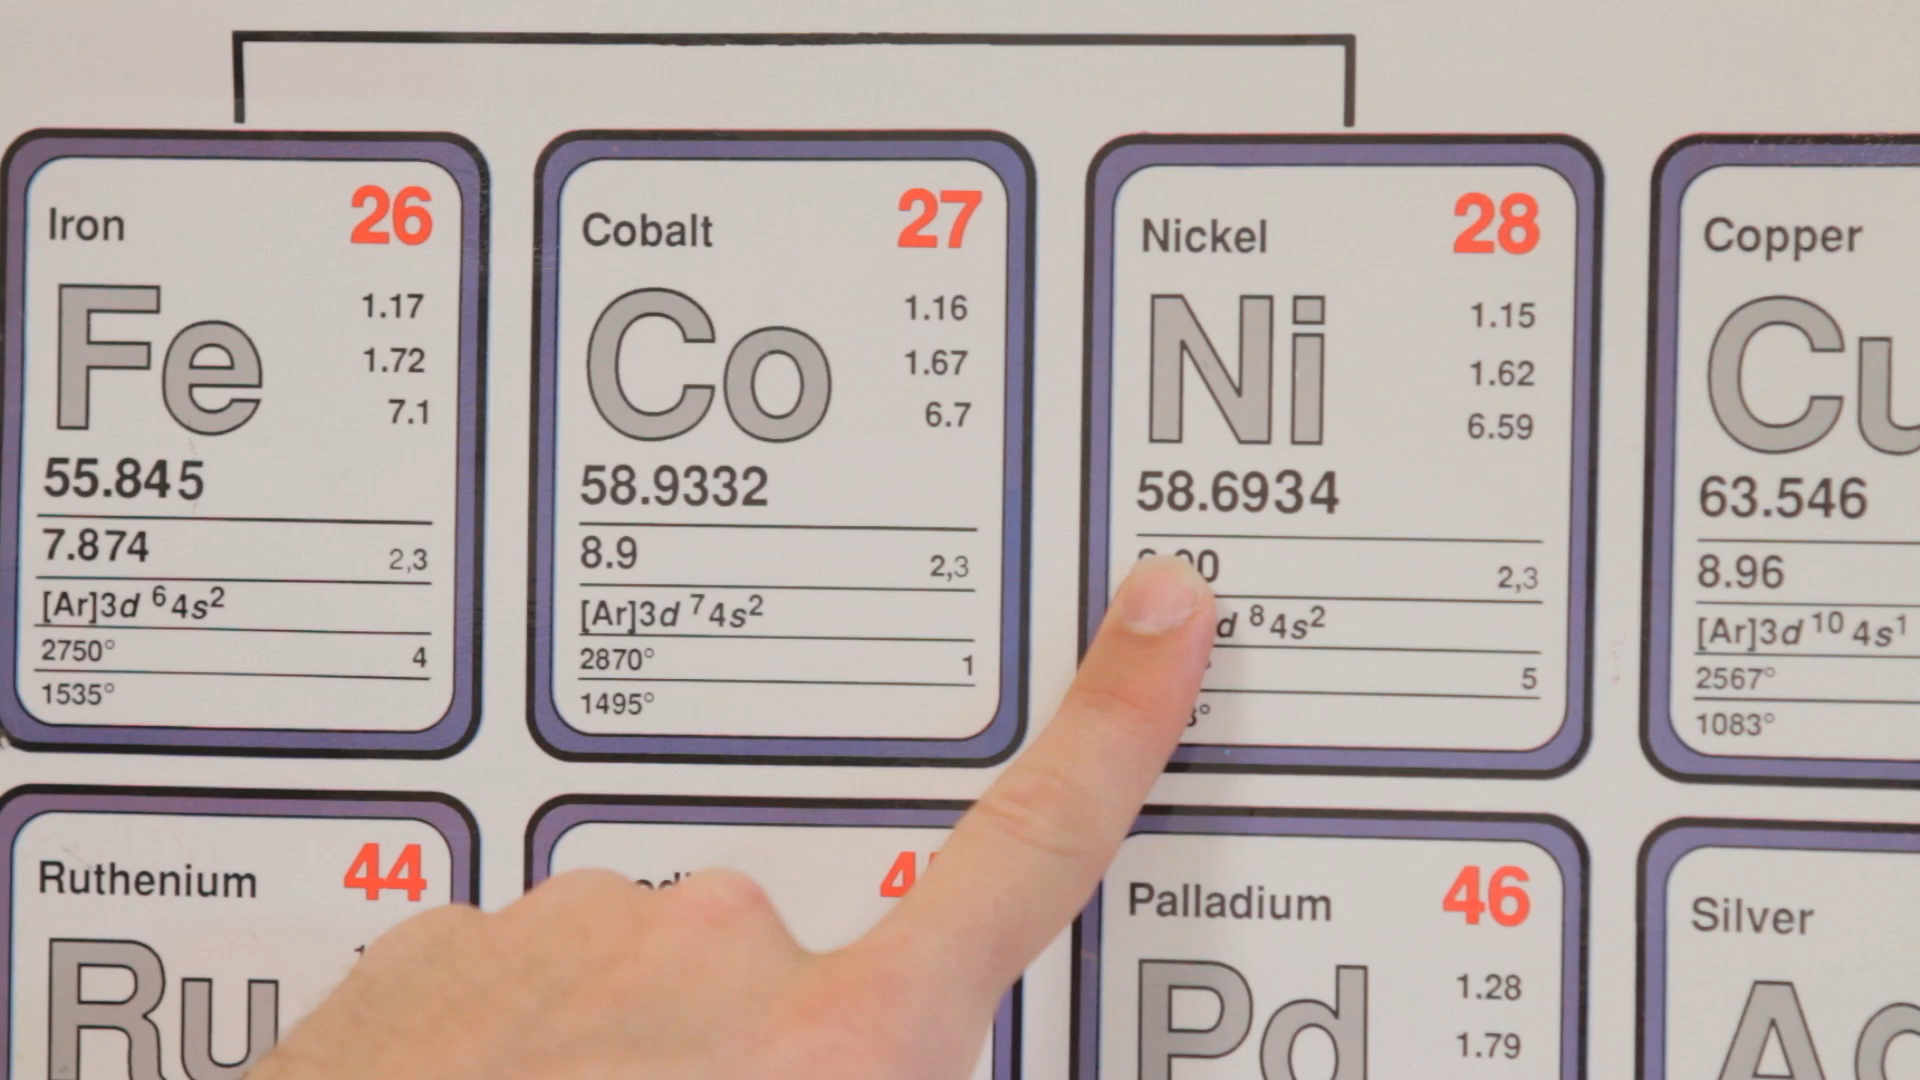 Iron 26
Fe
1.17
1.72
7.1
55.845
7.874 2,3
[Ar]3d 6 4s2
2750° 4
1535°
Cobalt 27
Co
1.16
1.67
6.7
58.9332
8.9 2,3
[Ar]3d 7 4s2
2870° 1
1495°
Nickel 28
Ni
1.15
1.62
6.59
58.6934
2,3
d 8 4s2
5
Copper
Cu
63.546
8.96
[Ar]3d 10 4s1
2567°
1083°
Ruthenium 44
Ru
Palladium 46
Pd
1.28
1.79
Silver